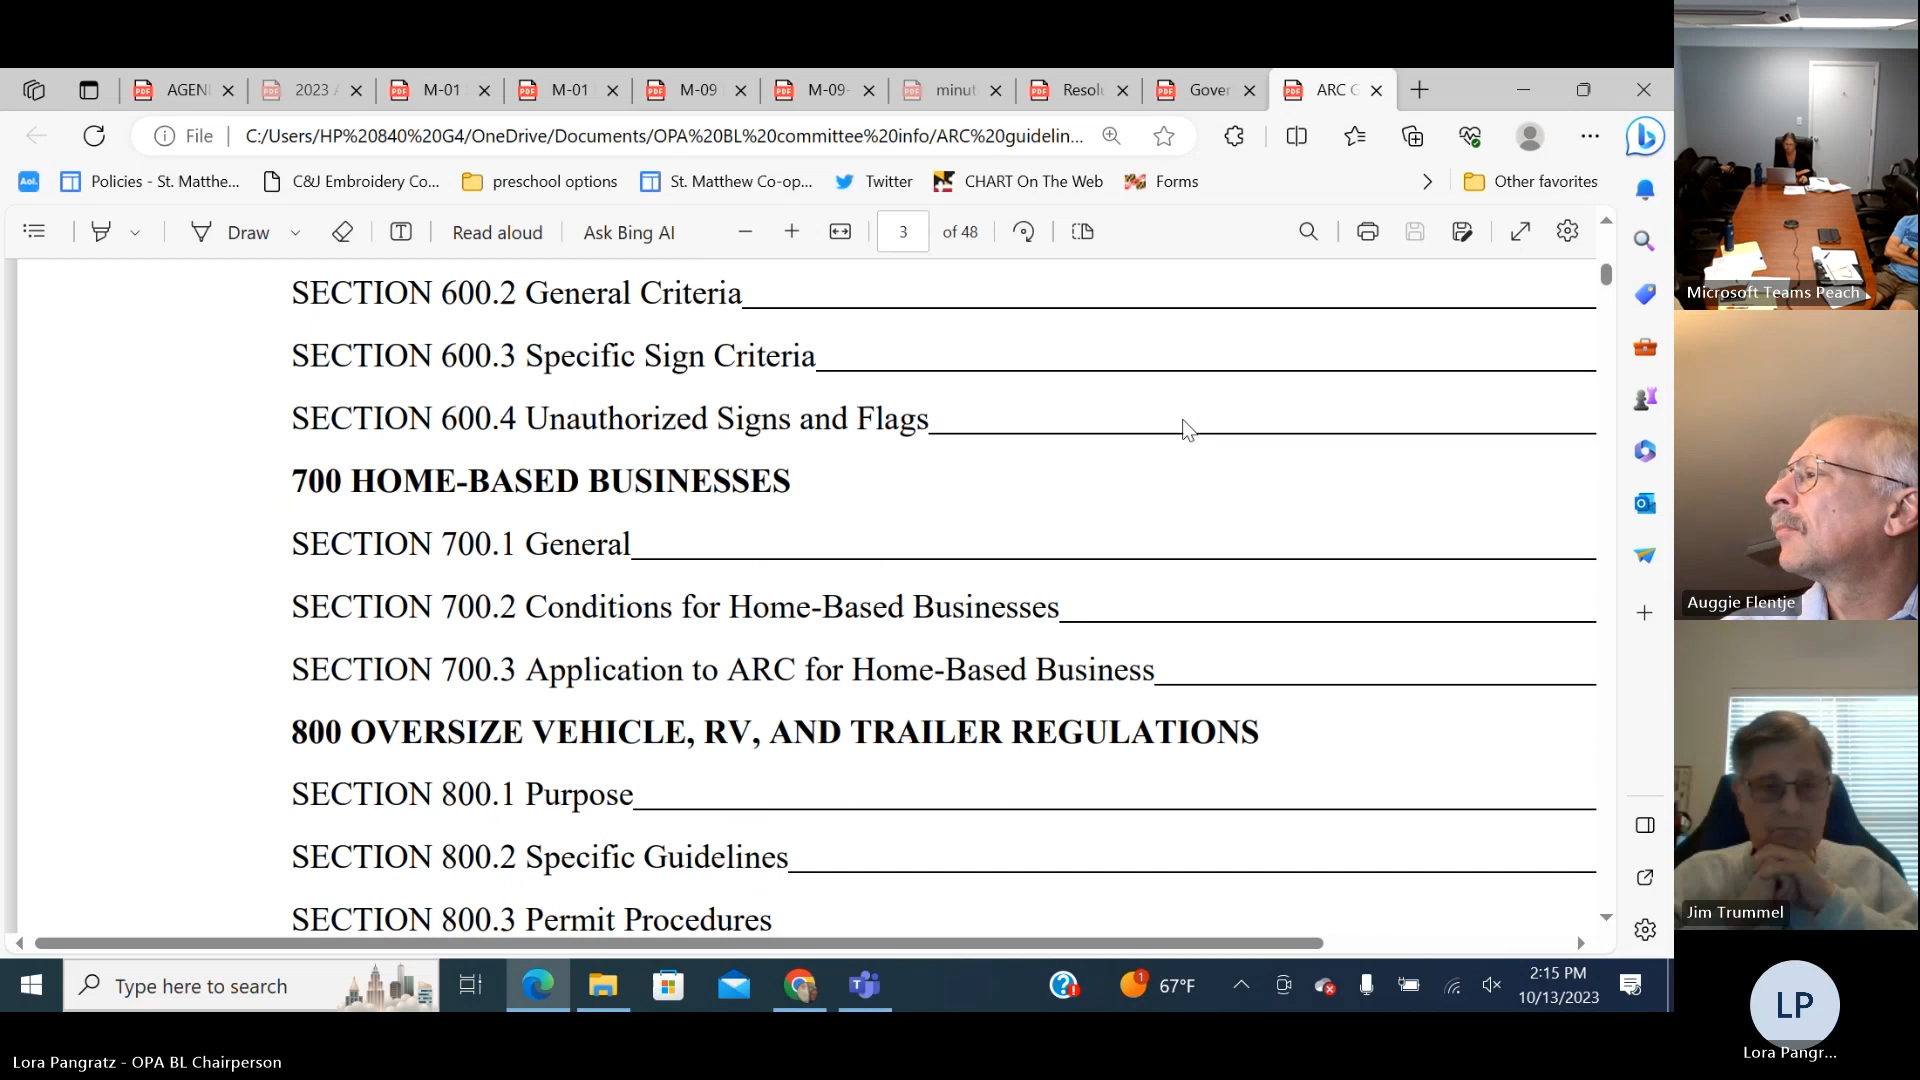 AGEN
2023
M-01
M-01
M-09
M-09-
minut
Resol
Gover
ARC G
File
C:/Users/HP%20840%20G4/OneDrive/Documents/OPA%20BL%20committee%20info/ARC%20guidelin...
Aol.
Policies - St. Matthe...
C&J Embroidery Co...
preschool options
St. Matthew Co-op...
Twitter
CHART On The Web
Forms
Other favorites
Draw
Read aloud
Ask Bing AI
3
of 48
SECTION 600.2 General Criteria
SECTION 600.3 Specific Sign Criteria
SECTION 600.4 Unauthorized Signs and Flags
700 HOME-BASED BUSINESSES
SECTION 700.1 General
SECTION 700.2 Conditions for Home-Based Businesses
SECTION 700.3 Application to ARC for Home-Based Business
800 OVERSIZE VEHICLE, RV, AND TRAILER REGULATIONS
SECTION 800.1 Purpose
SECTION 800.2 Specific Guidelines
SECTION 800.3 Permit Procedures
Type here to search
1
67°F
2:15 PM
10/13/2023
Microsoft Teams Peach
Auggie Flentje
Jim Trummel
LP
Lora Pangr...
Lora Pangratz - OPA BL Chairperson